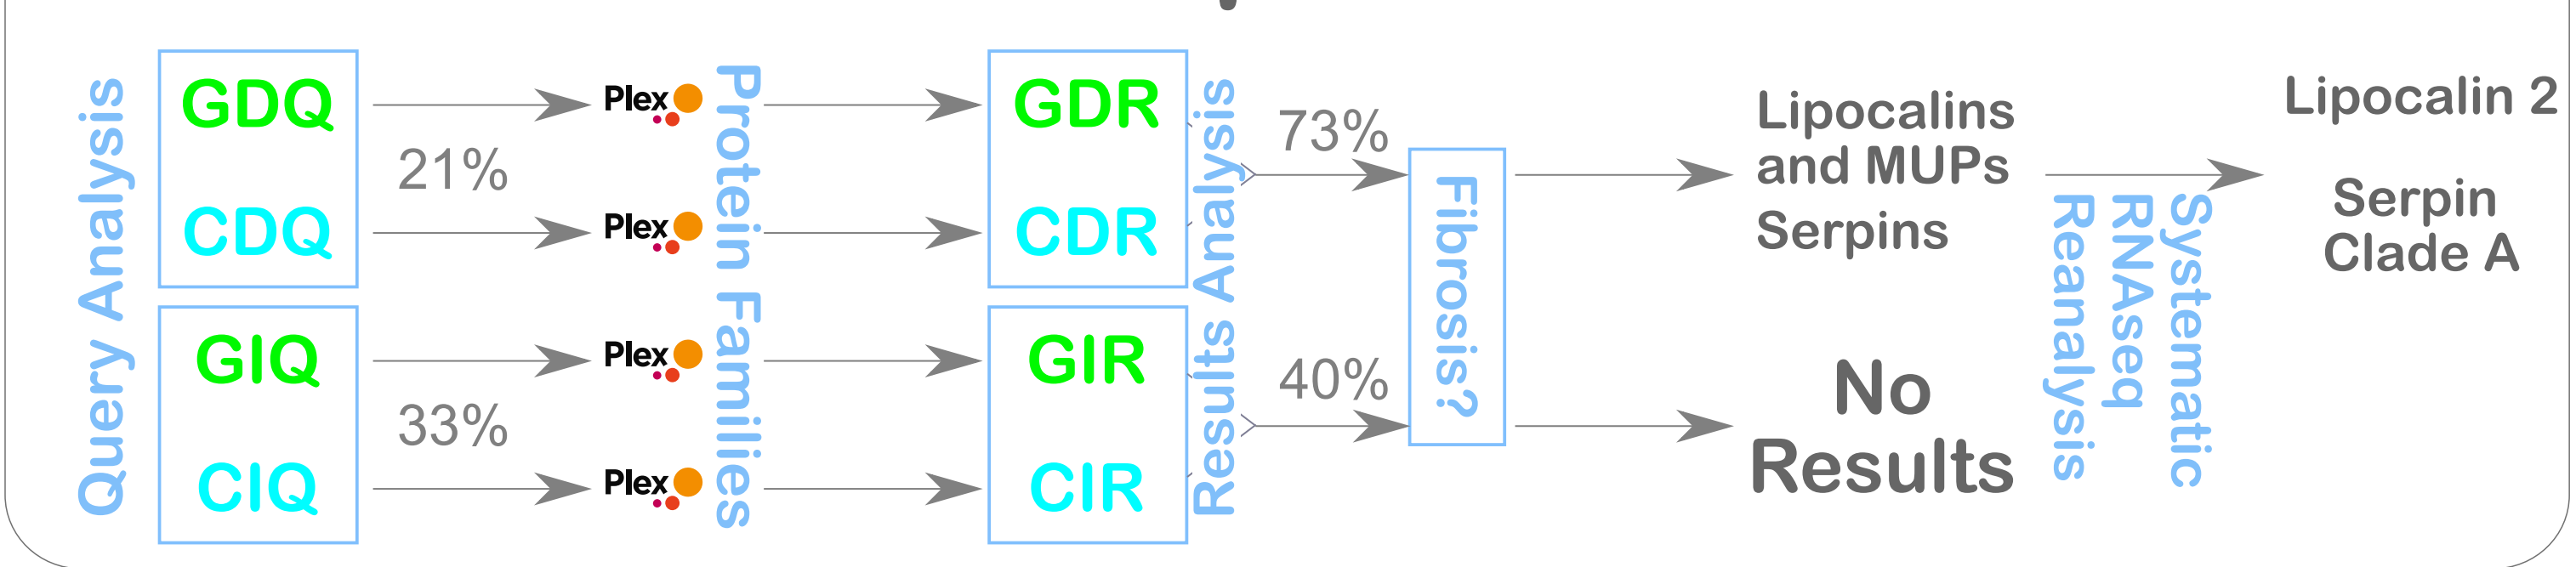 Query Analysis
GDQ
21%
CDQ
GIQ
33%
CIQ
Plex
Plex
Plex
Plex
Protein Families
GDR
CDR
GIR
CIR
Results Analysis
73%
40%
Fibrosis?
Lipocalins
and MUPs
Serpins
No
Results
Systematic
RNAseq
Reanalysis
Lipocalin 2
Serpin
Clade A